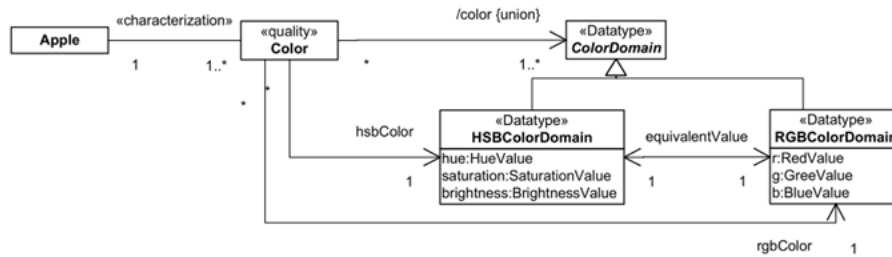 «characterization»
/color {union}
Apple
«quality»
Color
«Datatype»
ColorDomain
1
1..*
*
1..*
*
*
hsbColor
1
«Datatype»
HSBColorDomain
hue:HueValue
saturation:SaturationValue
brightness:BrightnessValue
equivalentValue
1
1
«Datatype»
RGBColorDomain
r:RedValue
g:GreeValue
b:BlueValue
rgbColor
1